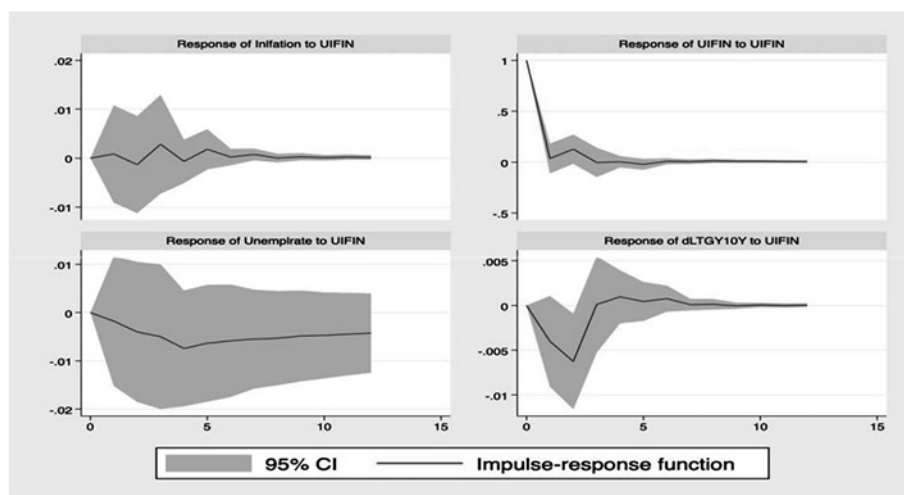 Response of Inlfation to UIFIN
.02
.01
0
-.01
Response of UIFIN to UIFIN
1
.5
0
-.5
Response of Unemplrate to UIFIN
.01
0
-.01
-.02
0 5 10 15
Response of dLTGY10Y to UIFIN
.005
0
-.005
-.01
0 5 10 15
95% CI Impulse-response function